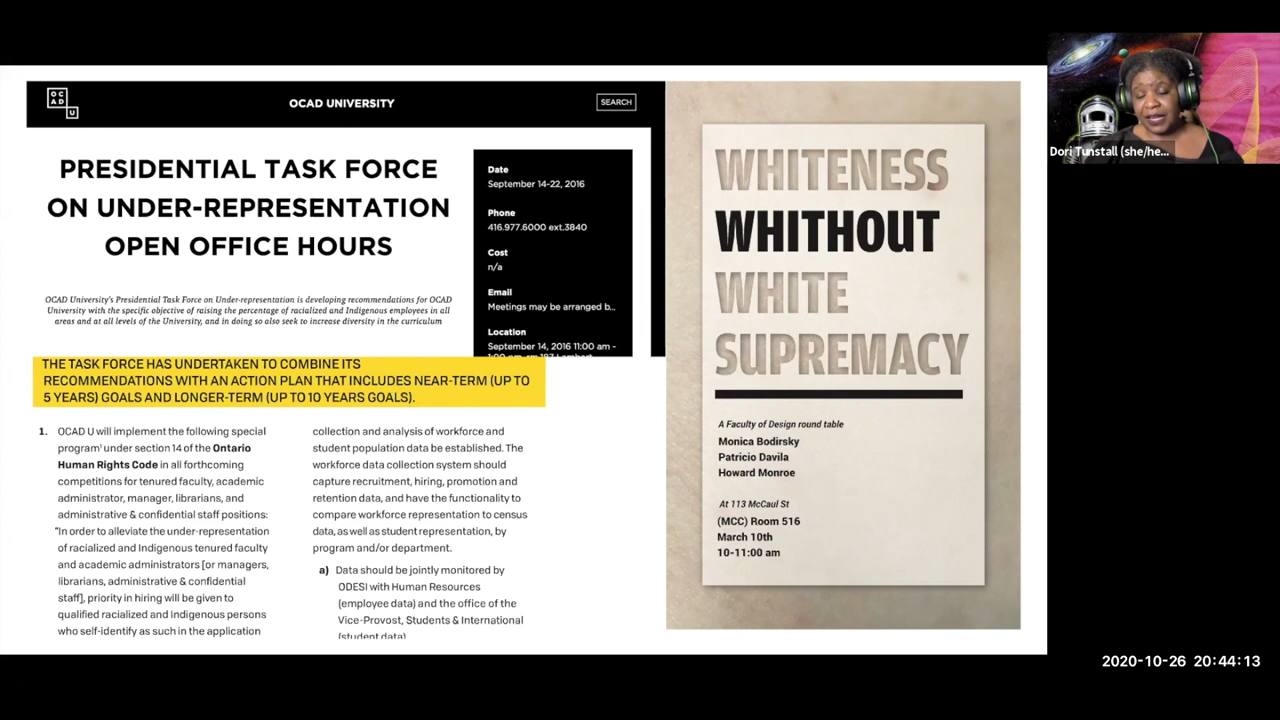 OC
AD
U
OCAD UNIVERSITY
SEARCH
PRESIDENTIAL TASK FORCE
ON UNDER-REPRESENTATION
OPEN OFFICE HOURS
OCAD University's Presidential Task Force on Under-representation is developing recommendations for OCAD
University with the specific objective of raising the percentage of racialized and Indigenous employees in all
areas and at all levels of the University, and in doing so also seek to increase diversity in the curriculum
Date
September 14-22, 2016
Phone
416.977.6000 ext.3840
Cost
n/a
Email
Meetings may be arranged b...
Location
September 14, 2016 11:00 am -
1:00 pm, rm 187 Lambert
THE TASK FORCE HAS UNDERTAKEN TO COMBINE ITS
RECOMMENDATIONS WITH AN ACTION PLAN THAT INCLUDES NEAR-TERM (UP TO
5 YEARS) GOALS AND LONGER-TERM (UP TO 10 YEARS GOALS).
1. OCAD U will implement the following special
program¹ under section 14 of the Ontario
Human Rights Code in all forthcoming
competitions for tenured faculty, academic
administrator, manager, librarians, and
administrative & confidential staff positions:
"In order to alleviate the under-representation
of racialized and Indigenous tenured faculty
and academic administrators [or managers,
librarians, administrative & confidential
staff], priority in hiring will be given to
qualified racialized and Indigenous persons
who self-identify as such in the application
collection and analysis of workforce and
student population data be established. The
workforce data collection system should
capture recruitment, hiring, promotion and
retention data, and have the functionality to
compare workforce representation to census
data, as well as student representation, by
program and/or department.
a) Data should be jointly monitored by
ODESI with Human Resources
(employee data) and the office of the
Vice-Provost, Students & International
(student data)
WHITENESS
WHITHOUT
WHITE
SUPREMACY
A Faculty of Design round table
Monica Bodirsky
Patricio Davila
Howard Monroe
At 113 McCaul St
(MCC) Room 516
March 10th
10-11:00 am
Dori Tunstall (she/he...
2020-10-26 20:44:13